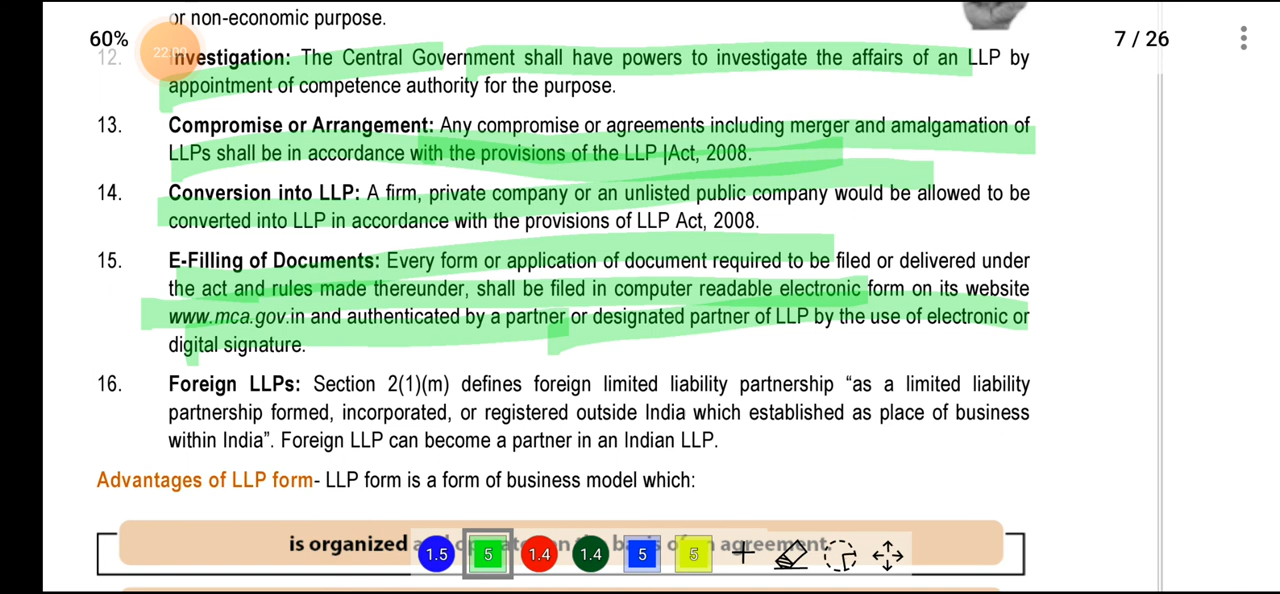 or non-economic purpose.
60%
7 / 26
22:00
12. Investigation: The Central Government shall have powers to investigate the affairs of an LLP by
appointment of competence authority for the purpose.
13. Compromise or Arrangement: Any compromise or agreements including merger and amalgamation of
LLPs shall be in accordance with the provisions of the LLP |Act, 2008.
14. Conversion into LLP: A firm, private company or an unlisted public company would be allowed to be
converted into LLP in accordance with the provisions of LLP Act, 2008.
15. E-Filling of Documents: Every form or application of document required to be filed or delivered under
the act and rules made thereunder, shall be filed in computer readable electronic form on its website
www.mca.gov.in and authenticated by a partner or designated partner of LLP by the use of electronic or
digital signature.
16. Foreign LLPs: Section 2(1)(m) defines foreign limited liability partnership “as a limited liability
partnership formed, incorporated, or registered outside India which established as place of business
within India”. Foreign LLP can become a partner in an Indian LLP.
Advantages of LLP form- LLP form is a form of business model which:
is organized and operates on the basis of an agreement.
1.5 5 1.4 1.4 5 5